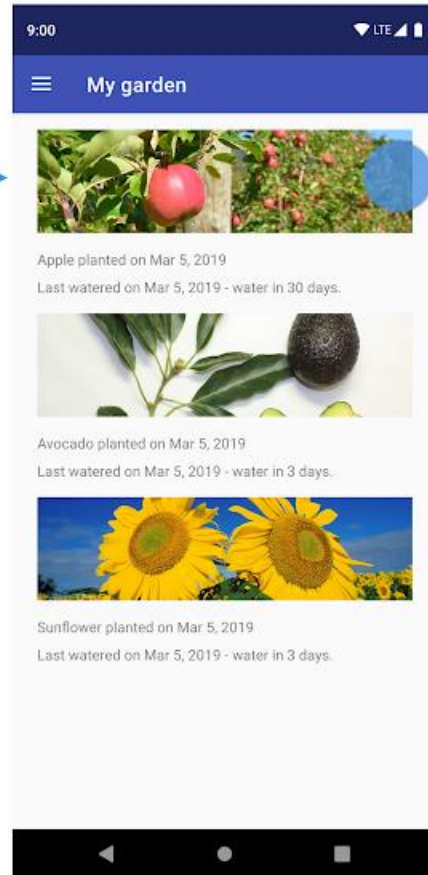 9:00 LTE
My garden
Apple planted on Mar 5, 2019
Last watered on Mar 5, 2019 - water in 30 days.
Avocado planted on Mar 5, 2019
Last watered on Mar 5, 2019 - water in 3 days.
Sunflower planted on Mar 5, 2019
Last watered on Mar 5, 2019 - water in 3 days.